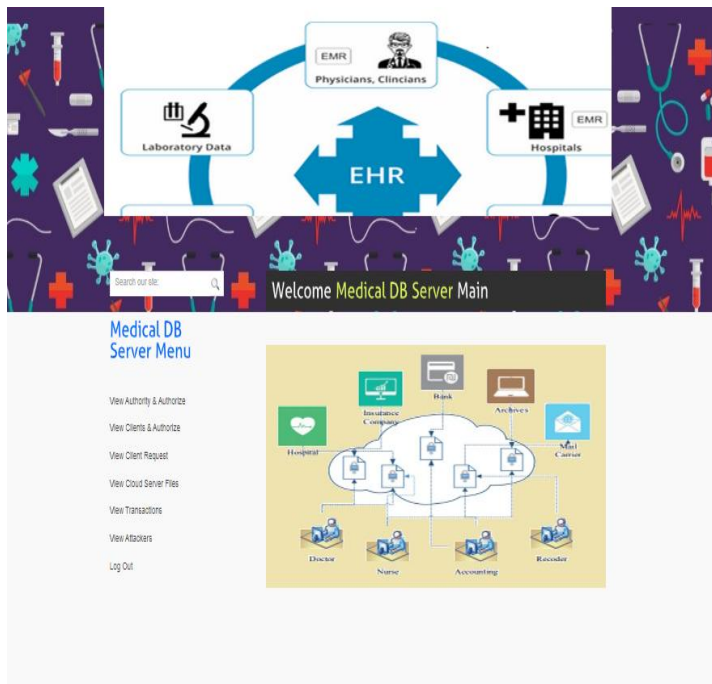 EMR
Physicians, Clincians
Laboratory Data
EMR
Hospitals
EHR
Search our site:
Welcome Medical DB Server Main
Medical DB
Server Menu
View Authority & Authorize
View Clients & Authorize
View Client Request
View Cloud Server Files
View Transactions
View Attackers
Log Out
Bank
Insurance
Company
Archives
Hospital
Mail
Carrier
Doctor
Nurse
Accounting
Recoder